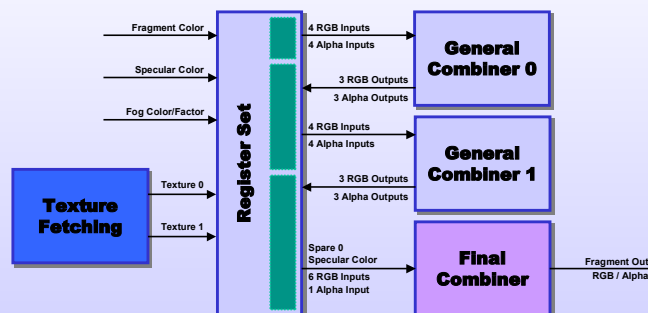 Fragment Color
Specular Color
Fog Color/Factor
Texture Fetching
Texture 0
Texture 1
Register Set
4 RGB Inputs
4 Alpha Inputs
General
Combiner 0
3 RGB Outputs
3 Alpha Outputs
4 RGB Inputs
4 Alpha Inputs
General
Combiner 1
3 RGB Outputs
3 Alpha Outputs
Spare 0
Specular Color
6 RGB Inputs
1 Alpha Input
Final
Combiner
Fragment Out
RGB / Alpha